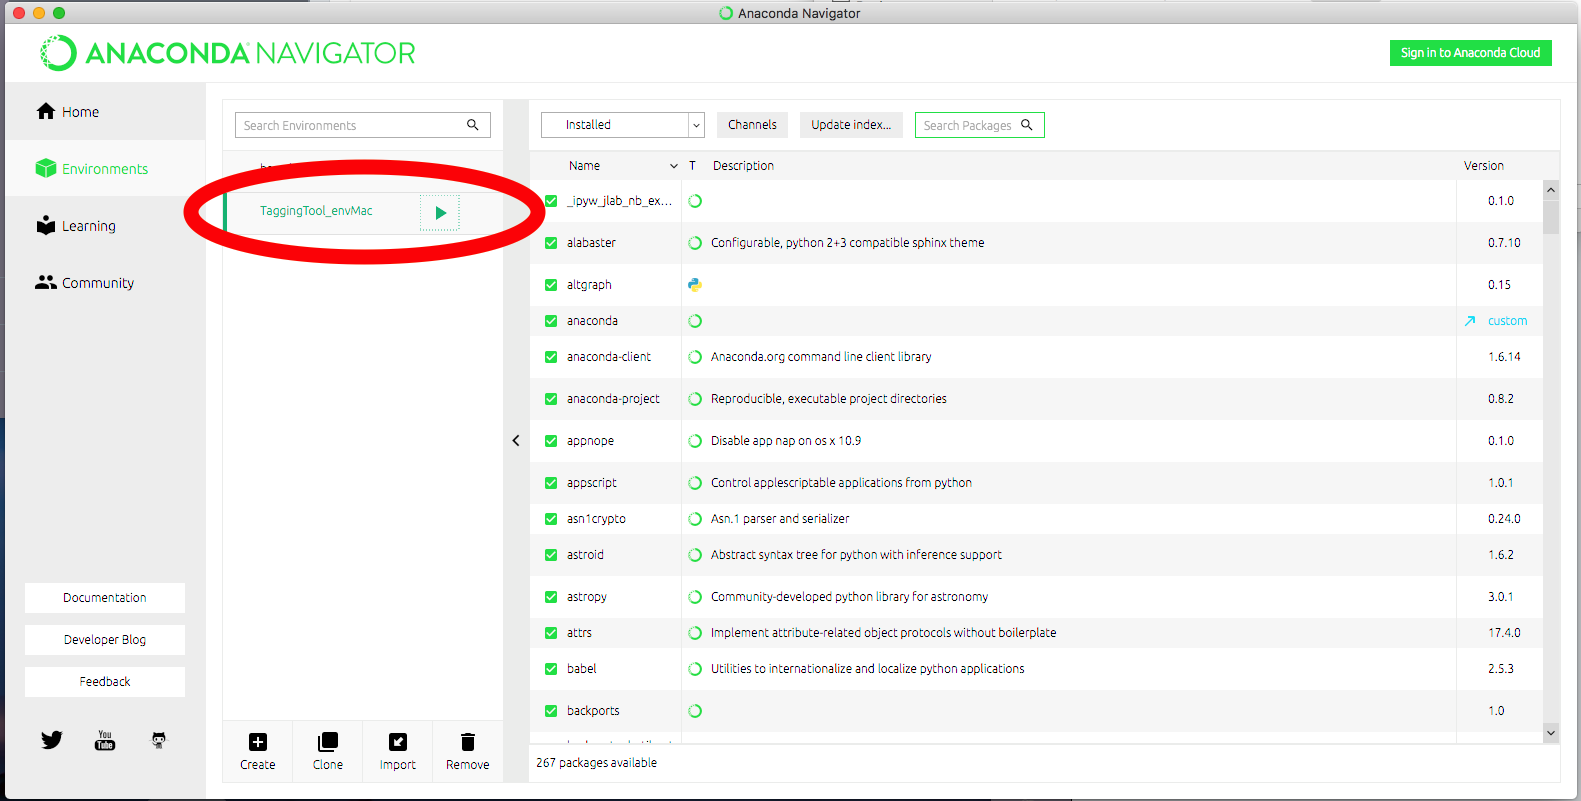 Anaconda Navigator
ANACONDA NAVIGATOR
Sign in to Anaconda Cloud
Home
Environments
Learning
Community
Documentation
Developer Blog
Feedback
You
Tube
Search Environments
TaggingTool_envMac
Create
Clone
Import
Remove
Installed
Channels
Update index...
Search Packages
Name T Description Version
_ipyw_jlab_nb_ex... 0.1.0
alabaster Configurable, python 2+3 compatible sphinx theme 0.7.10
altgraph 0.15
anaconda custom
anaconda-client Anaconda.org command line client library 1.6.14
anaconda-project Reproducible, executable project directories 0.8.2
appnope Disable app nap on os x 10.9 0.1.0
appscript Control applescriptable applications from python 1.0.1
asn1crypto Asn.1 parser and serializer 0.24.0
astroid Abstract syntax tree for python with inference support 1.6.2
astropy Community-developed python library for astronomy 3.0.1
attrs Implement attribute-related object protocols without boilerplate 17.4.0
babel Utilities to internationalize and localize python applications 2.5.3
backports 1.0
267 packages available